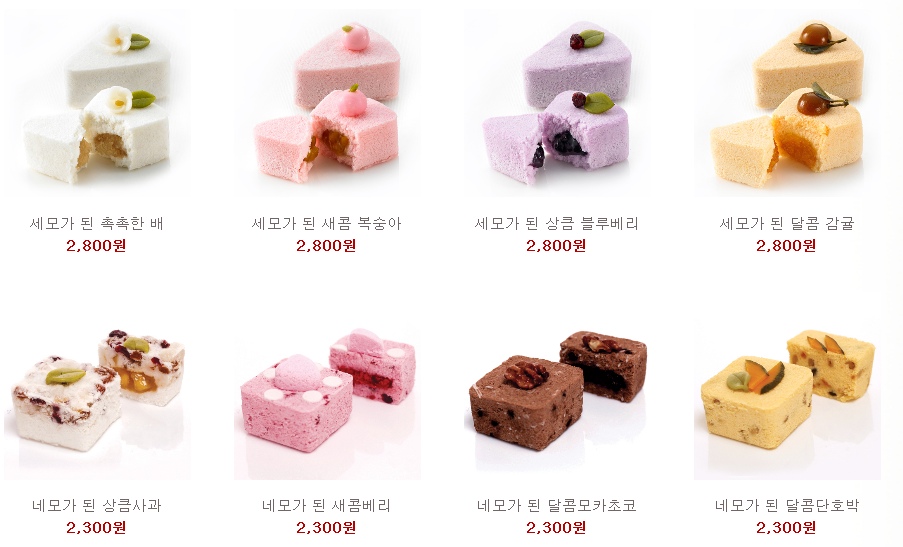 세모가 된 촉촉한 배
2,800원
세모가 된 새콤 복숭아
2,800원
세모가 된 상큼 블루베리
2,800원
세모가 된 달콤 감귤
2,800원
네모가 된 상큼사과
2,300원
네모가 된 새콤베리
2,300원
네모가 된 달콤모카초코
2,300원
네모가 된 달콤단호박
2,300원